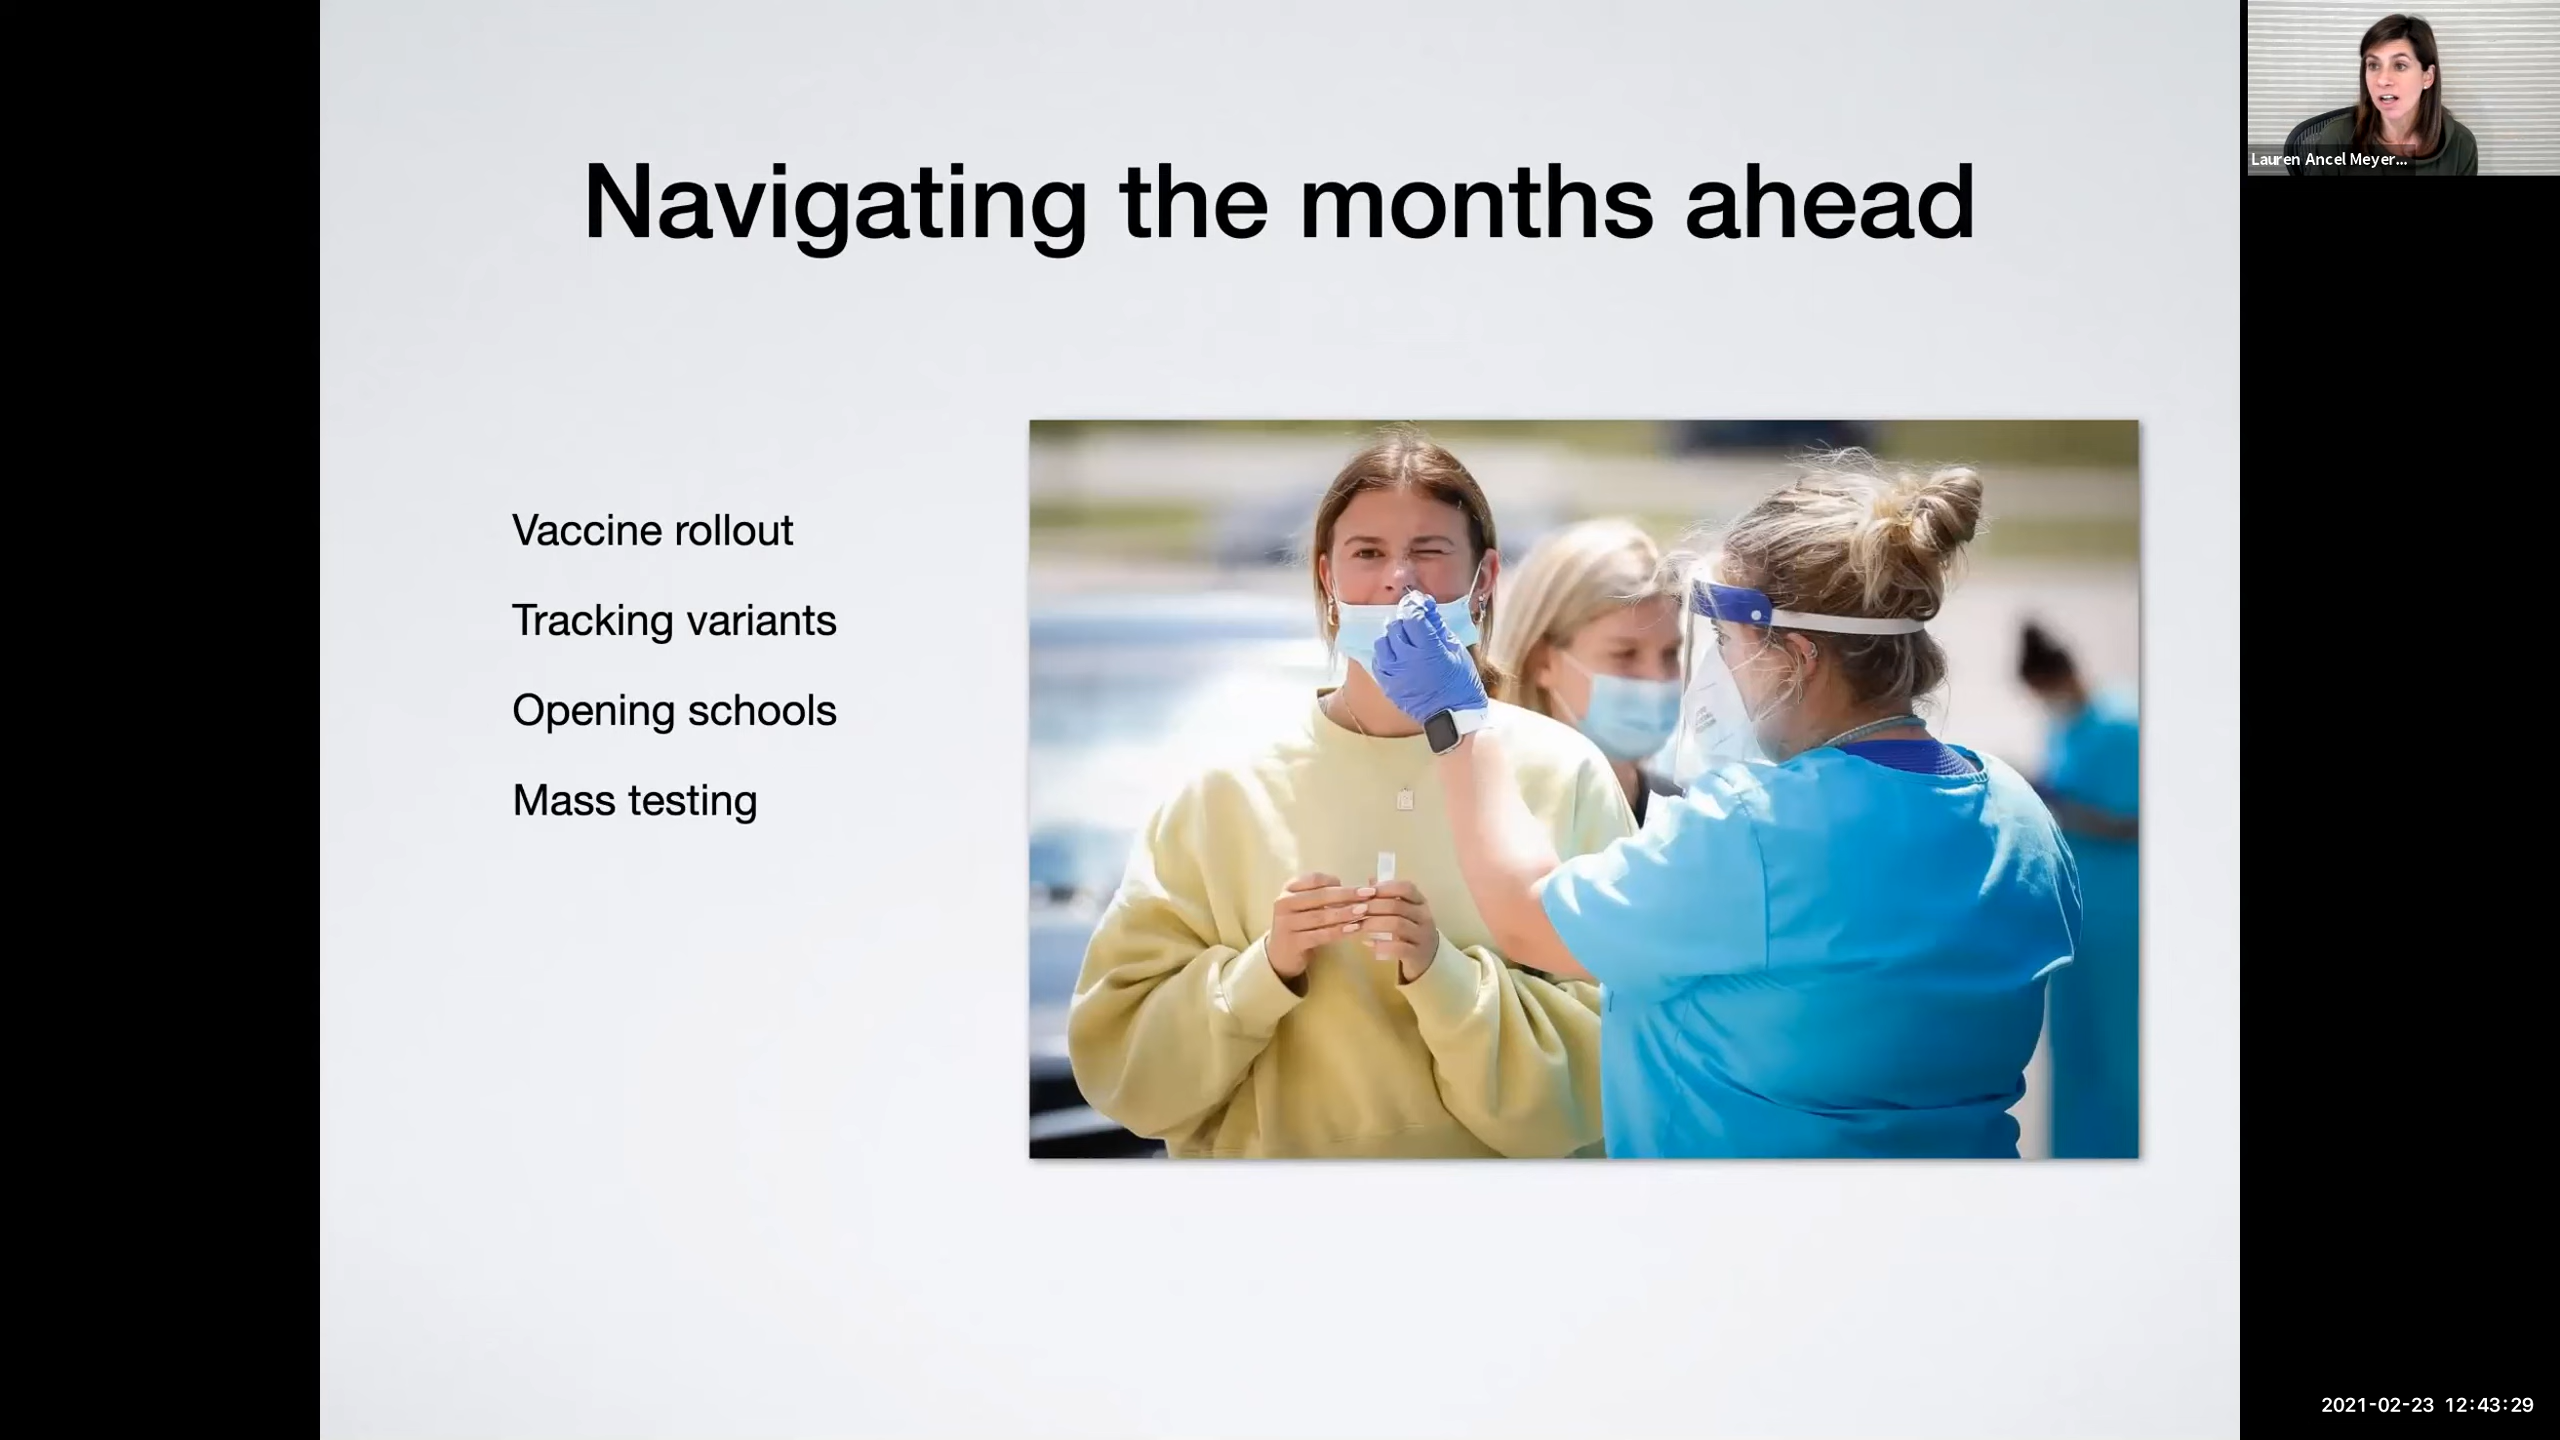 Navigating the months ahead
Lauren Ancel Meyer...
Vaccine rollout
Tracking variants
Opening schools
Mass testing
2021-02-23 12:43:29